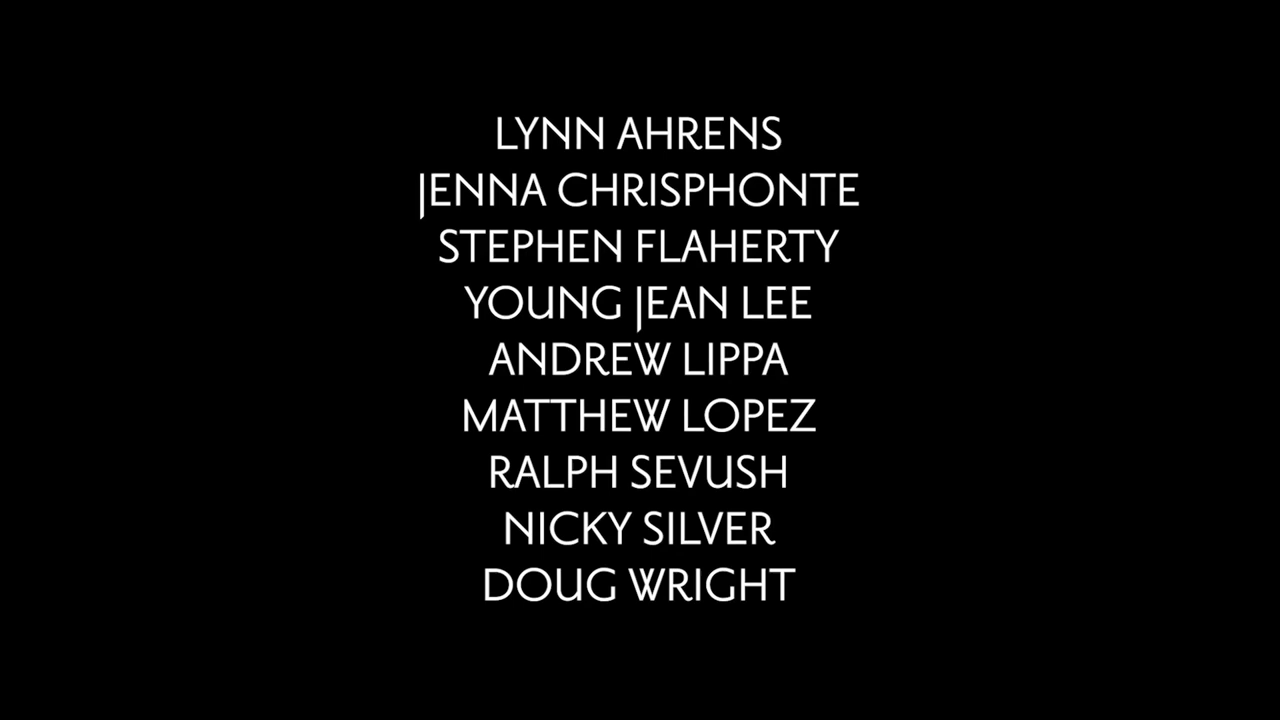 LYNN AHRENS
JENNA CHRISPHONTE
STEPHEN FLAHERTY
YOUNG JEAN LEE
ANDREW LIPPA
MATTHEW LOPEZ
RALPH SEVUSH
NICKY SILVER
DOUG WRIGHT